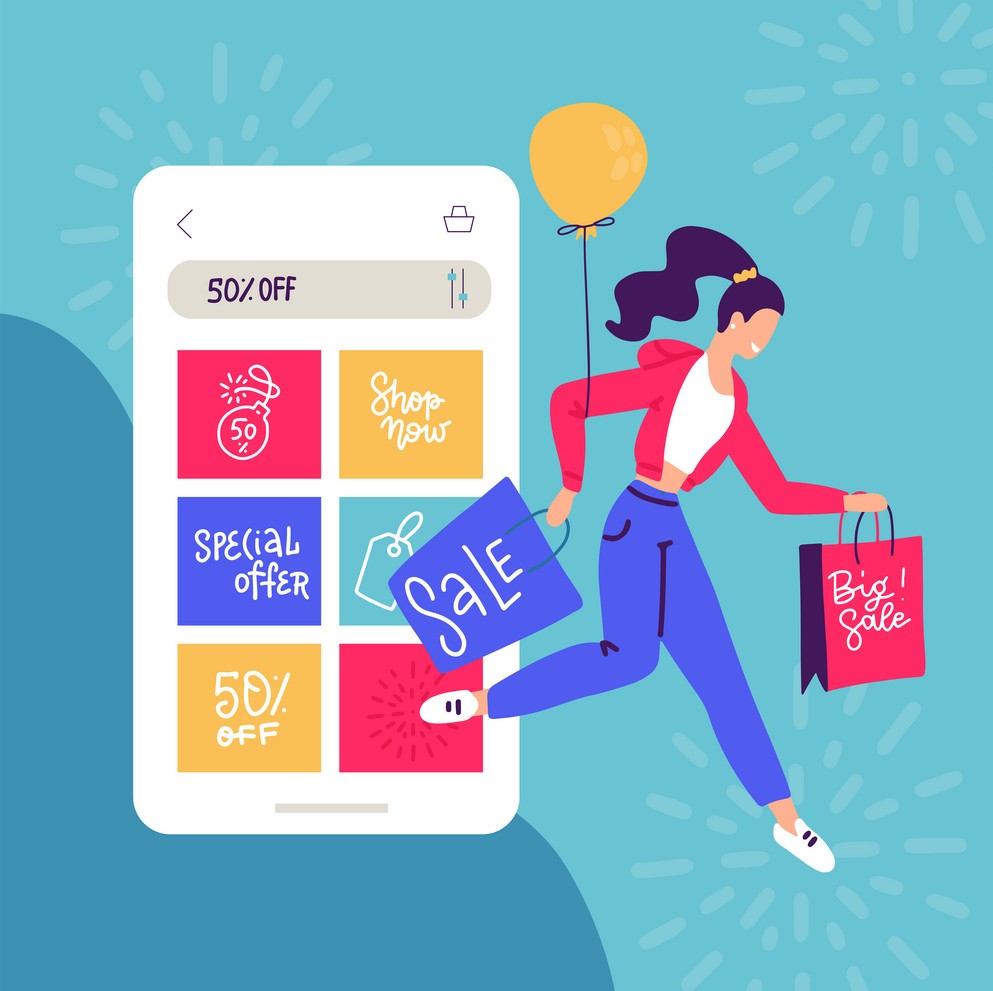 50% OFF
50
%
Shop
now
SPECiAL
OFFER
SALE
Big!
Sale
50%
OFF